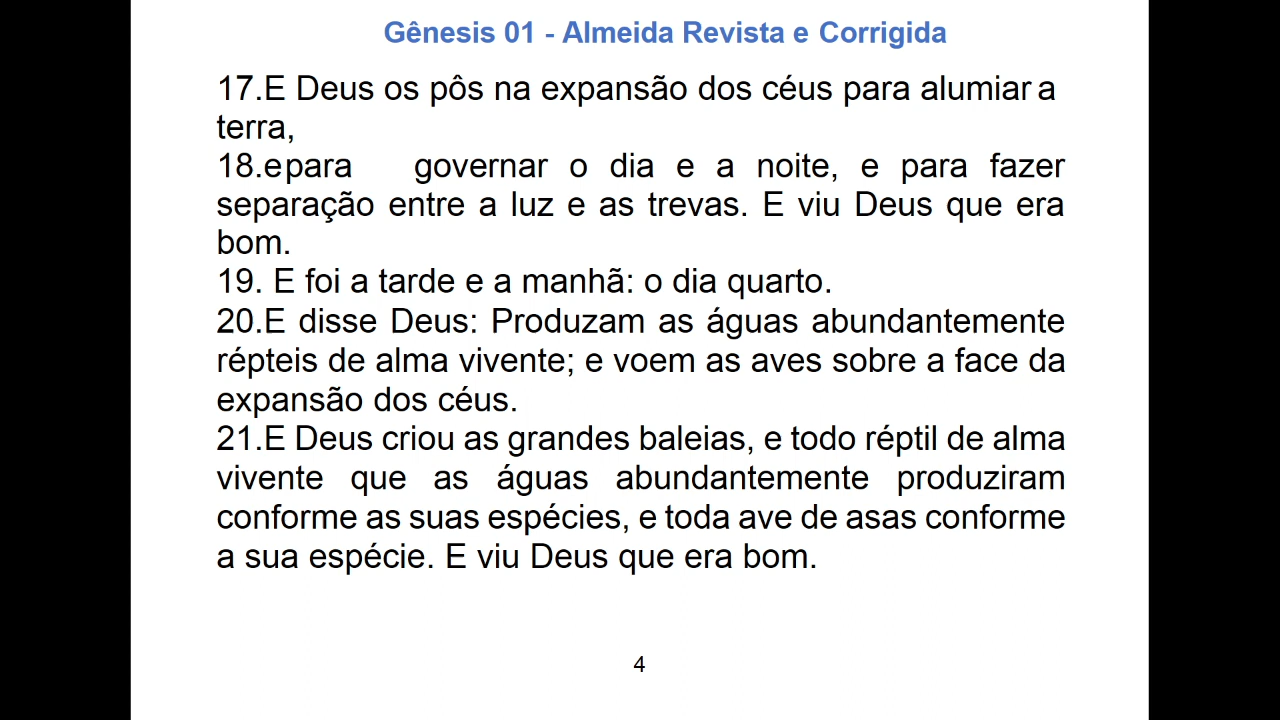 Gênesis 01 - Almeida Revista e Corrigida
17.E Deus os pôs na expansão dos céus para alumiar a
terra,
18.epara governar o dia e a noite, e para fazer
separação entre a luz e as trevas. E viu Deus que era
bom.
19. E foi a tarde e a manhã: o dia quarto.
20.E disse Deus: Produzam as águas abundantemente
répteis de alma vivente; e voem as aves sobre a face da
expansão dos céus.
21.E Deus criou as grandes baleias, e todo réptil de alma
vivente que as águas abundantemente produziram
conforme as suas espécies, e toda ave de asas conforme
a sua espécie. E viu Deus que era bom.
4